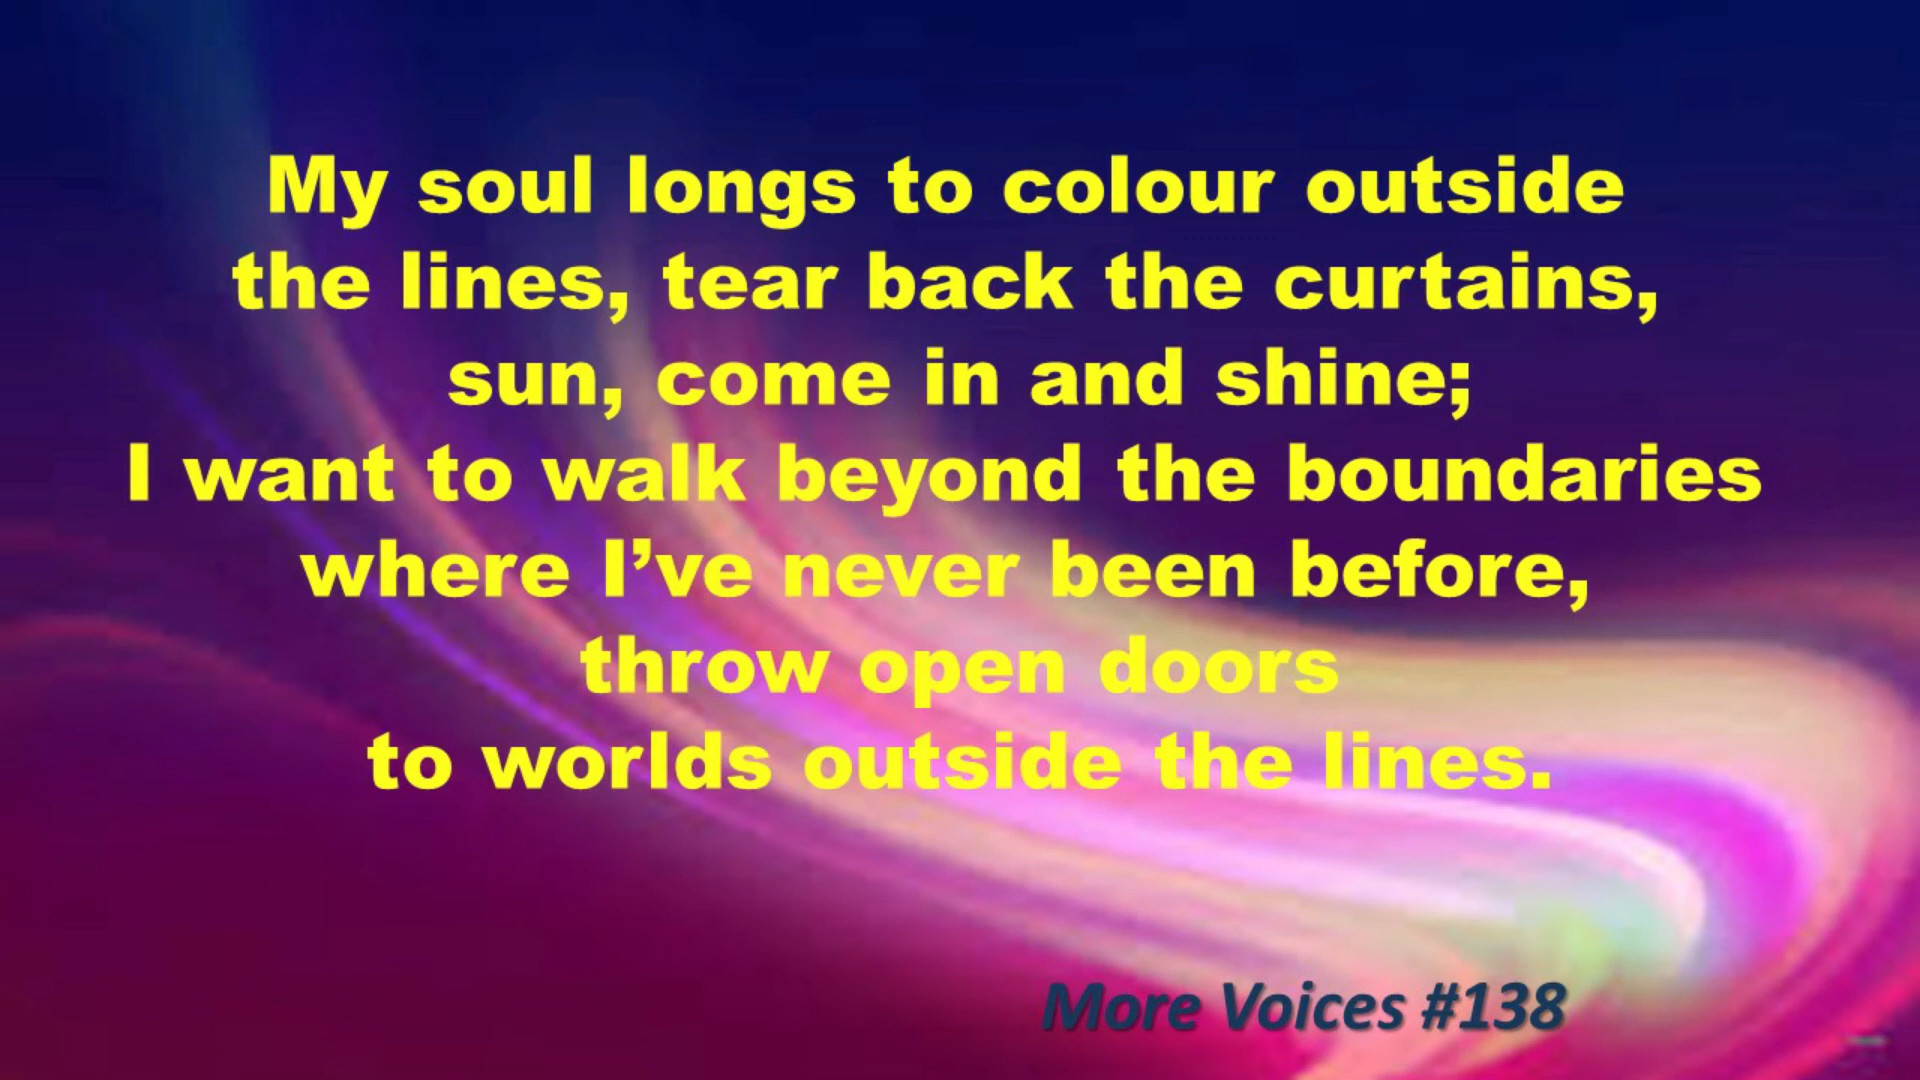 My soul longs to colour outside
the lines, tear back the curtains,
sun, come in and shine;
I want to walk beyond the boundaries
where I’ve never been before,
throw open doors
to worlds outside the lines.
More Voices #138